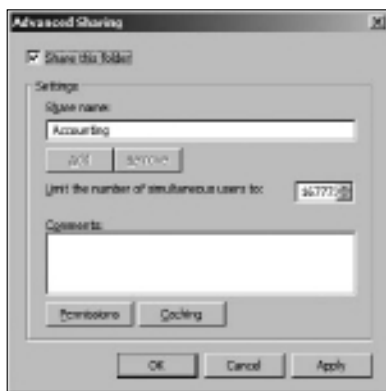 Advanced Sharing
Share this folder
Settings
Share name:
Accounting
Add Remove
Limit the number of simultaneous users to:
Comments:
Permissions Caching
OK Cancel Apply